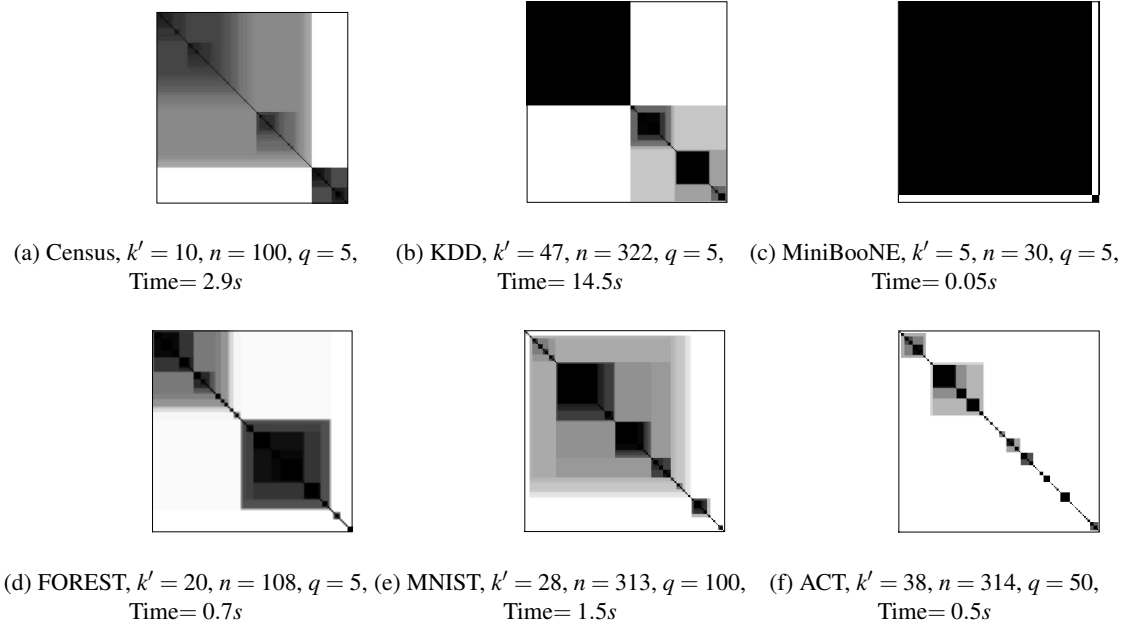 (a) Census, k′ = 10, n = 100, q = 5,
Time= 2.9s
(b) KDD, k′ = 47, n = 322, q = 5,
Time= 14.5s
(c) MiniBooNE, k′ = 5, n = 30, q = 5,
Time= 0.05s
(d) FOREST, k′ = 20, n = 108, q = 5,
Time= 0.7s
(e) MNIST, k′ = 28, n = 313, q = 100,
Time= 1.5s
(f) ACT, k′ = 38, n = 314, q = 50,
Time= 0.5s